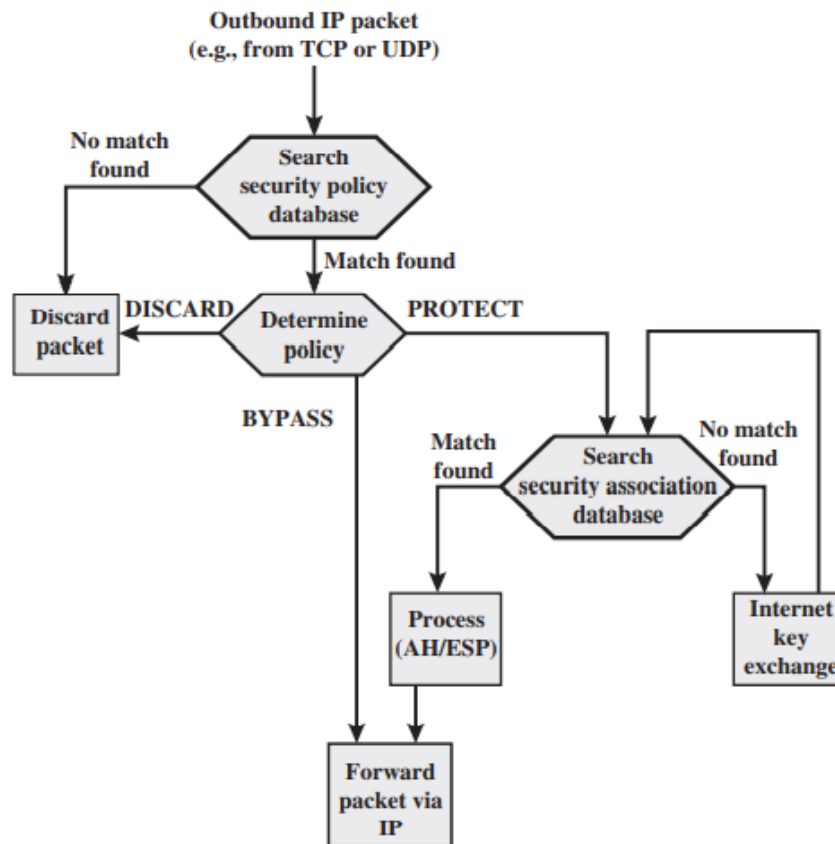 Outbound IP packet
(e.g., from TCP or UDP)
No match
found
Search
security policy
database
Match found
Discard
packet
DISCARD
Determine
policy
PROTECT
BYPASS
Match
found
Search
security association
database
No match
found
Process
(AH/ESP)
Internet
key
exchange
Forward
packet via
IP